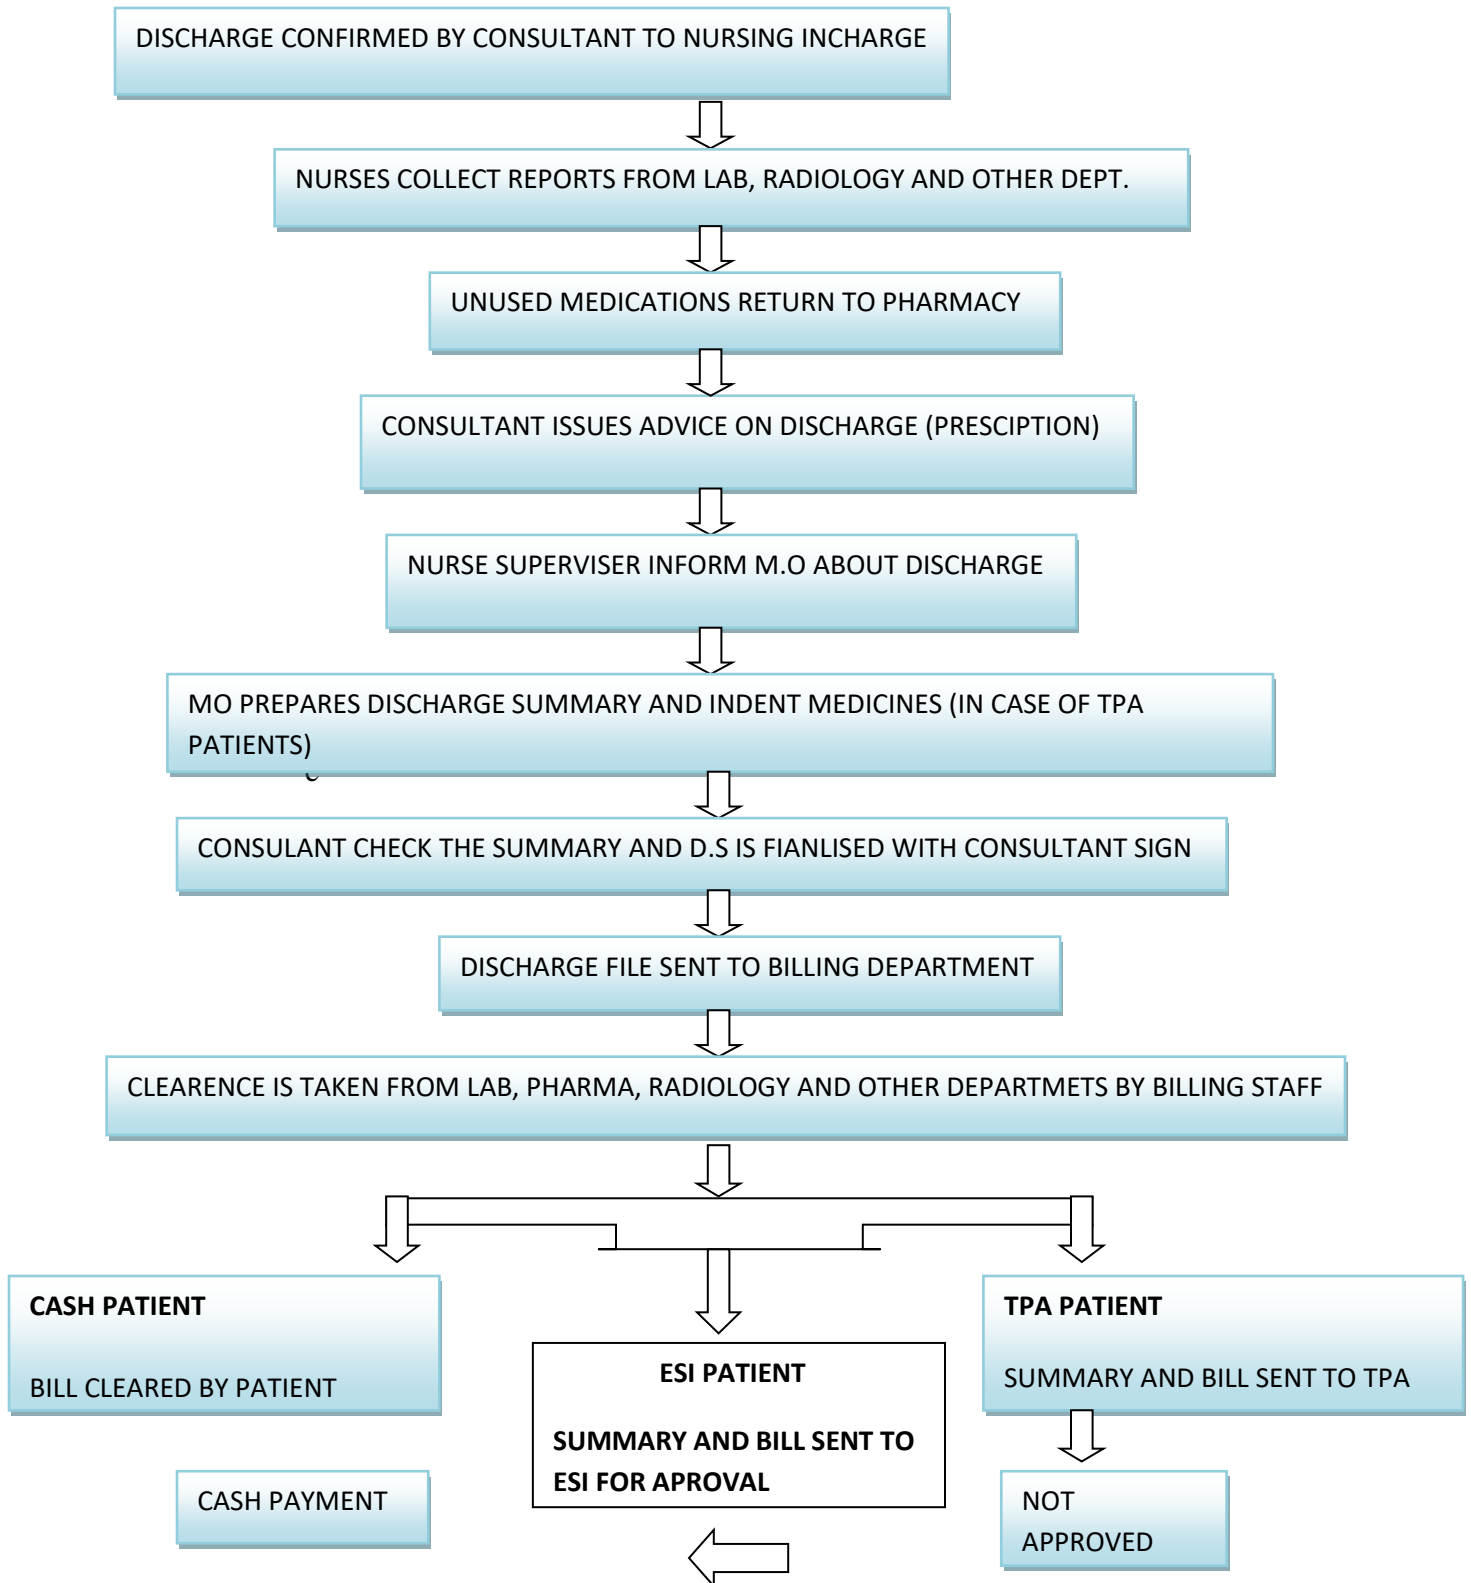 DISCHARGE CONFIRMED BY CONSULTANT TO NURSING INCHARGE
NURSES COLLECT REPORTS FROM LAB, RADIOLOGY AND OTHER DEPT.
UNUSED MEDICATIONS RETURN TO PHARMACY
CONSULTANT ISSUES ADVICE ON DISCHARGE (PRESCIPTION)
NURSE SUPERVISER INFORM M.O ABOUT DISCHARGE
MO PREPARES DISCHARGE SUMMARY AND INDENT MEDICINES (IN CASE OF TPA
PATIENTS)
CONSULANT CHECK THE SUMMARY AND D.S IS FIANLISED WITH CONSULTANT SIGN
DISCHARGE FILE SENT TO BILLING DEPARTMENT
CLEARENCE IS TAKEN FROM LAB, PHARMA, RADIOLOGY AND OTHER DEPARTMETS BY BILLING STAFF
CASH PATIENT
BILL CLEARED BY PATIENT
CASH PAYMENT
ESI PATIENT
SUMMARY AND BILL SENT TO
ESI FOR APROVAL
TPA PATIENT
SUMMARY AND BILL SENT TO TPA
NOT
APPROVED